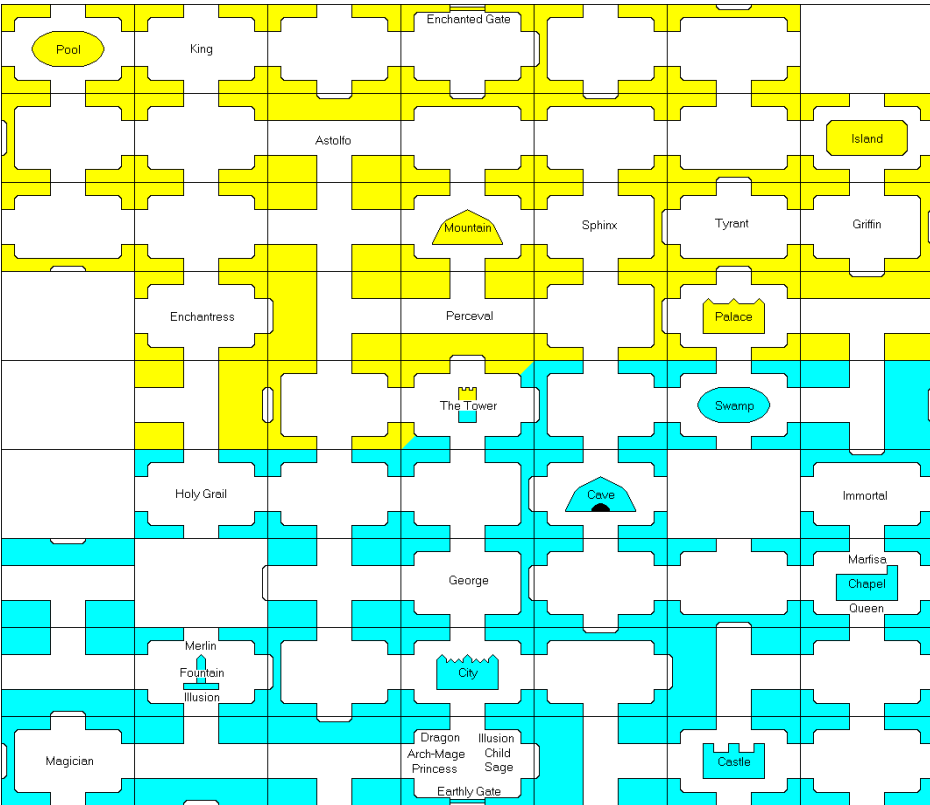 Enchanted Gate
Pool
King
Astolfo
Island
Mountain
Sphinx
Tyrant
Griffin
Enchantress
Perceval
Palace
The Tower
Swamp
Holy Grail
Cave
Immortal
George
Marfisa
Chapel
Queen
Merlin
Fountain
Illusion
City
Dragon
Illusion
Arch-Mage
Child
Princess
Sage
Magician
Castle
Earthly Gate